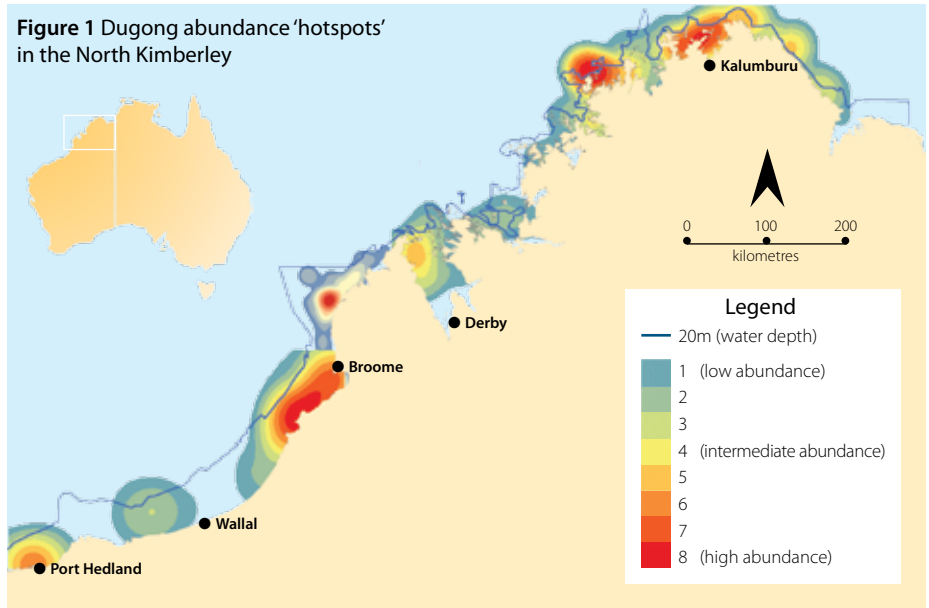 Figure 1 Dugong abundance ‘hotspots’
in the North Kimberley
Kalumburu
0 100 200
kilometres
Derby
Broome
Wallal
Port Hedland
Legend
20m (water depth)
1 (low abundance)
2
3
4 (intermediate abundance)
5
6
7
8 (high abundance)